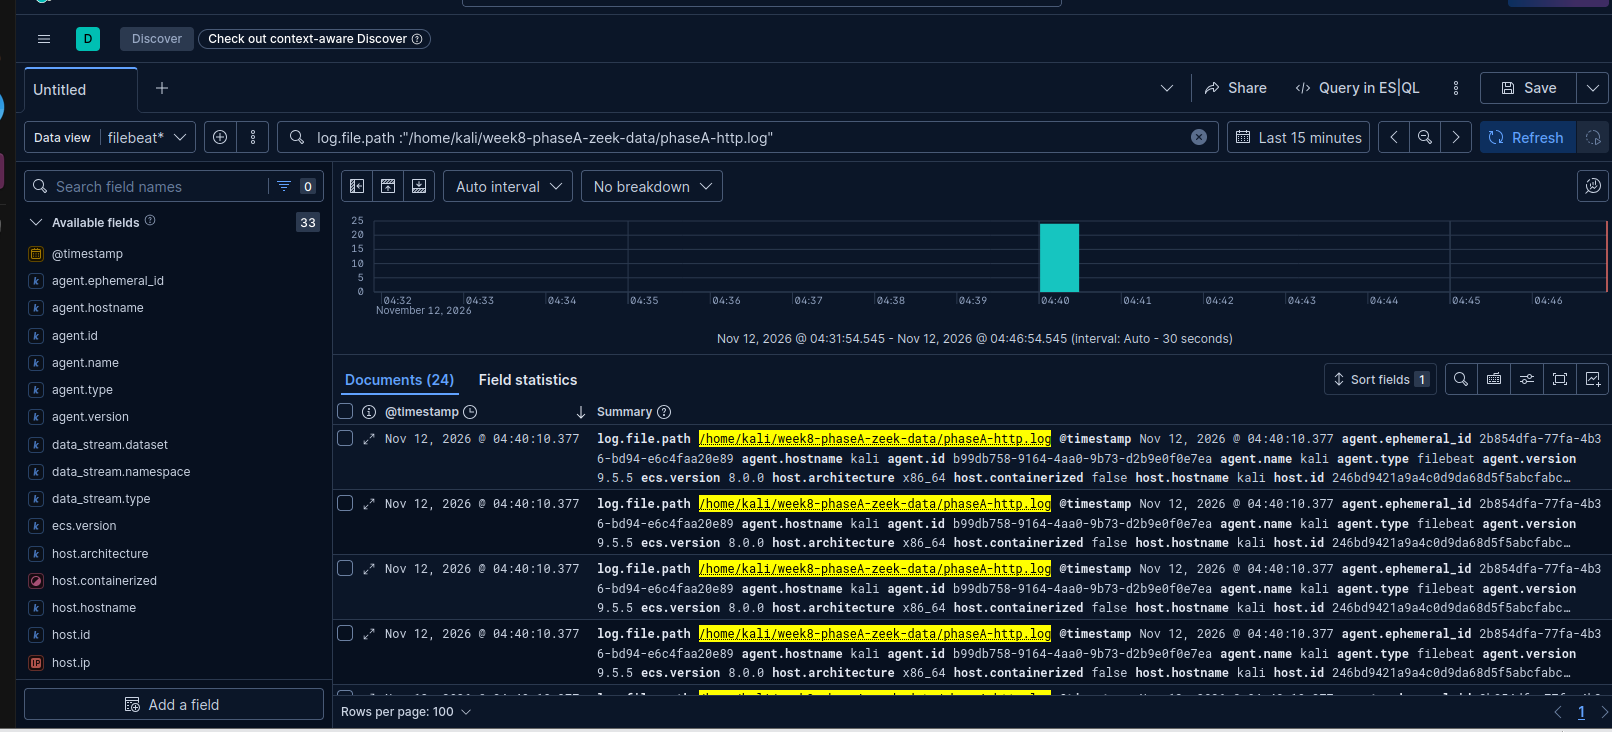 D Discover Check out context-aware Discover
Untitled
Share Query in ES|QL Save
Data view filebeat* log.file.path :"/home/kali/week8-phaseA-zeek-data/phaseA-http.log" Last 15 minutes Refresh
Search field names 0
Auto interval No breakdown
Available fields 33
@timestamp
agent.ephemeral_id
agent.hostname
agent.id
agent.name
agent.type
agent.version
data_stream.dataset
data_stream.namespace
data_stream.type
ecs.version
host.architecture
host.containerized
host.hostname
host.id
host.ip
Add a field
25
20
15
10
5
0
04:32 04:33 04:34 04:35 04:36 04:37 04:38 04:39 04:40 04:41 04:42 04:43 04:44 04:45 04:46
November 12, 2026
Nov 12, 2026 @ 04:31:54.545 - Nov 12, 2026 @ 04:46:54.545 (interval: Auto - 30 seconds)
Documents (24) Field statistics Sort fields 1
@timestamp Summary
Nov 12, 2026 @ 04:40:10.377 log.file.path /home/kali/week8-phaseA-zeek-data/phaseA-http.log @timestamp Nov 12, 2026 @ 04:40:10.377 agent.ephemeral_id 2b854dfa-77fa-4b3
6-bd94-e6c4faa20e89 agent.hostname kali agent.id b99db758-9164-4aa0-9b73-d2b9e0f0e7ea agent.name kali agent.type filebeat agent.version
9.5.5 ecs.version 8.0.0 host.architecture x86_64 host.containerized false host.hostname kali host.id 246bd9421a9a4c0d9da68d5f5abcfabc…
Nov 12, 2026 @ 04:40:10.377 log.file.path /home/kali/week8-phaseA-zeek-data/phaseA-http.log @timestamp Nov 12, 2026 @ 04:40:10.377 agent.ephemeral_id 2b854dfa-77fa-4b3
6-bd94-e6c4faa20e89 agent.hostname kali agent.id b99db758-9164-4aa0-9b73-d2b9e0f0e7ea agent.name kali agent.type filebeat agent.version
9.5.5 ecs.version 8.0.0 host.architecture x86_64 host.containerized false host.hostname kali host.id 246bd9421a9a4c0d9da68d5f5abcfabc…
Nov 12, 2026 @ 04:40:10.377 log.file.path /home/kali/week8-phaseA-zeek-data/phaseA-http.log @timestamp Nov 12, 2026 @ 04:40:10.377 agent.ephemeral_id 2b854dfa-77fa-4b3
6-bd94-e6c4faa20e89 agent.hostname kali agent.id b99db758-9164-4aa0-9b73-d2b9e0f0e7ea agent.name kali agent.type filebeat agent.version
9.5.5 ecs.version 8.0.0 host.architecture x86_64 host.containerized false host.hostname kali host.id 246bd9421a9a4c0d9da68d5f5abcfabc…
Nov 12, 2026 @ 04:40:10.377 log.file.path /home/kali/week8-phaseA-zeek-data/phaseA-http.log @timestamp Nov 12, 2026 @ 04:40:10.377 agent.ephemeral_id 2b854dfa-77fa-4b3
6-bd94-e6c4faa20e89 agent.hostname kali agent.id b99db758-9164-4aa0-9b73-d2b9e0f0e7ea agent.name kali agent.type filebeat agent.version
9.5.5 ecs.version 8.0.0 host.architecture x86_64 host.containerized false host.hostname kali host.id 246bd9421a9a4c0d9da68d5f5abcfabc…
Rows per page: 100 1